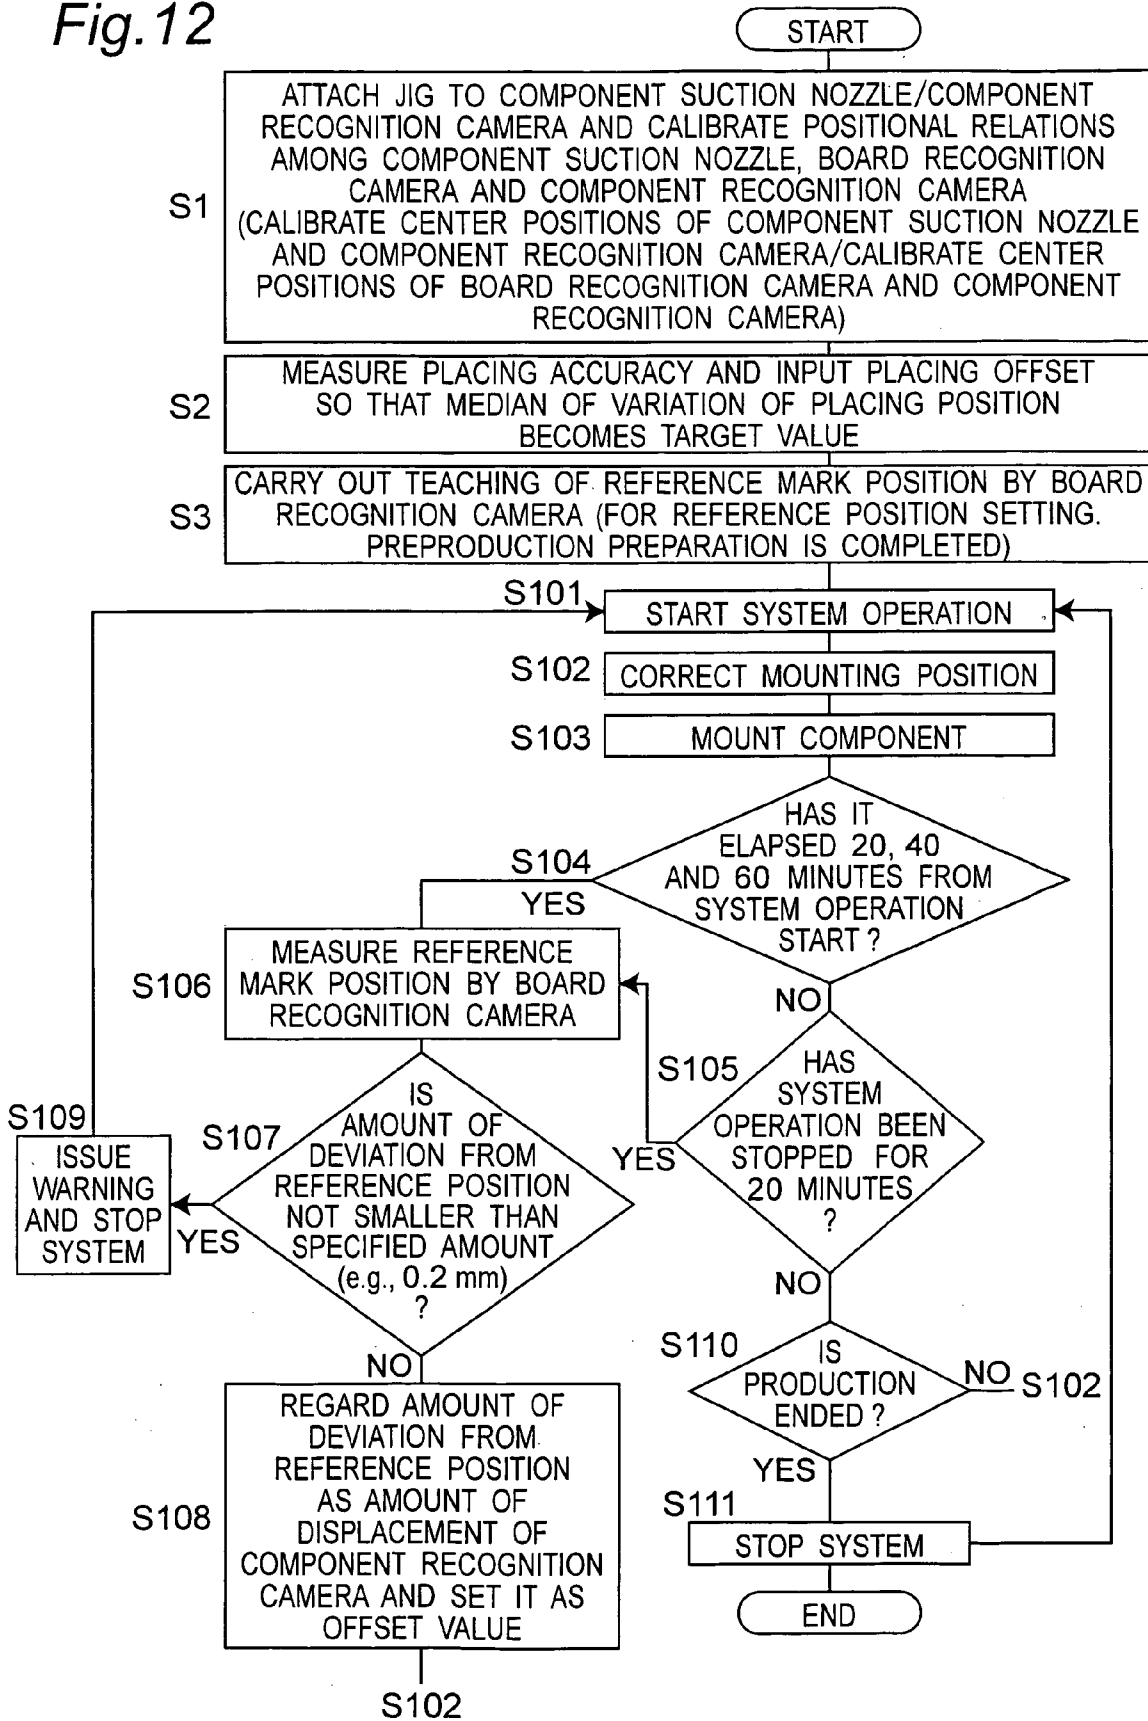 Fig.12
START
S1
ATTACH JIG TO COMPONENT SUCTION NOZZLE/COMPONENT
RECOGNITION CAMERA AND CALIBRATE POSITIONAL RELATIONS
AMONG COMPONENT SUCTION NOZZLE, BOARD RECOGNITION
CAMERA AND COMPONENT RECOGNITION CAMERA
(CALIBRATE CENTER POSITIONS OF COMPONENT SUCTION NOZZLE
AND COMPONENT RECOGNITION CAMERA/CALIBRATE CENTER
POSITIONS OF BOARD RECOGNITION CAMERA AND COMPONENT
RECOGNITION CAMERA)
S2
MEASURE PLACING ACCURACY AND INPUT PLACING OFFSET
SO THAT MEDIAN OF VARIATION OF PLACING POSITION
BECOMES TARGET VALUE
S3
CARRY OUT TEACHING OF REFERENCE MARK POSITION BY BOARD
RECOGNITION CAMERA (FOR REFERENCE POSITION SETTING.
PREPRODUCTION PREPARATION IS COMPLETED)
S101
START SYSTEM OPERATION
S102
CORRECT MOUNTING POSITION
S103
MOUNT COMPONENT
S104
HAS IT
ELAPSED 20, 40
AND 60 MINUTES FROM
SYSTEM OPERATION
START?
YES
NO
S106
MEASURE REFERENCE
MARK POSITION BY BOARD
RECOGNITION CAMERA
S105
HAS
SYSTEM
OPERATION BEEN
STOPPED FOR
20 MINUTES
?
YES
NO
S107
IS
AMOUNT OF
DEVIATION FROM
REFERENCE POSITION
NOT SMALLER THAN
SPECIFIED AMOUNT
(e.g., 0.2 mm)
?
YES
NO
S109
ISSUE
WARNING
AND STOP
SYSTEM
S108
REGARD AMOUNT OF
DEVIATION FROM
REFERENCE POSITION
AS AMOUNT OF
DISPLACEMENT OF
COMPONENT RECOGNITION
CAMERA AND SET IT AS
OFFSET VALUE
S102
S110
IS
PRODUCTION
ENDED?
NO
S102
YES
S111
STOP SYSTEM
END